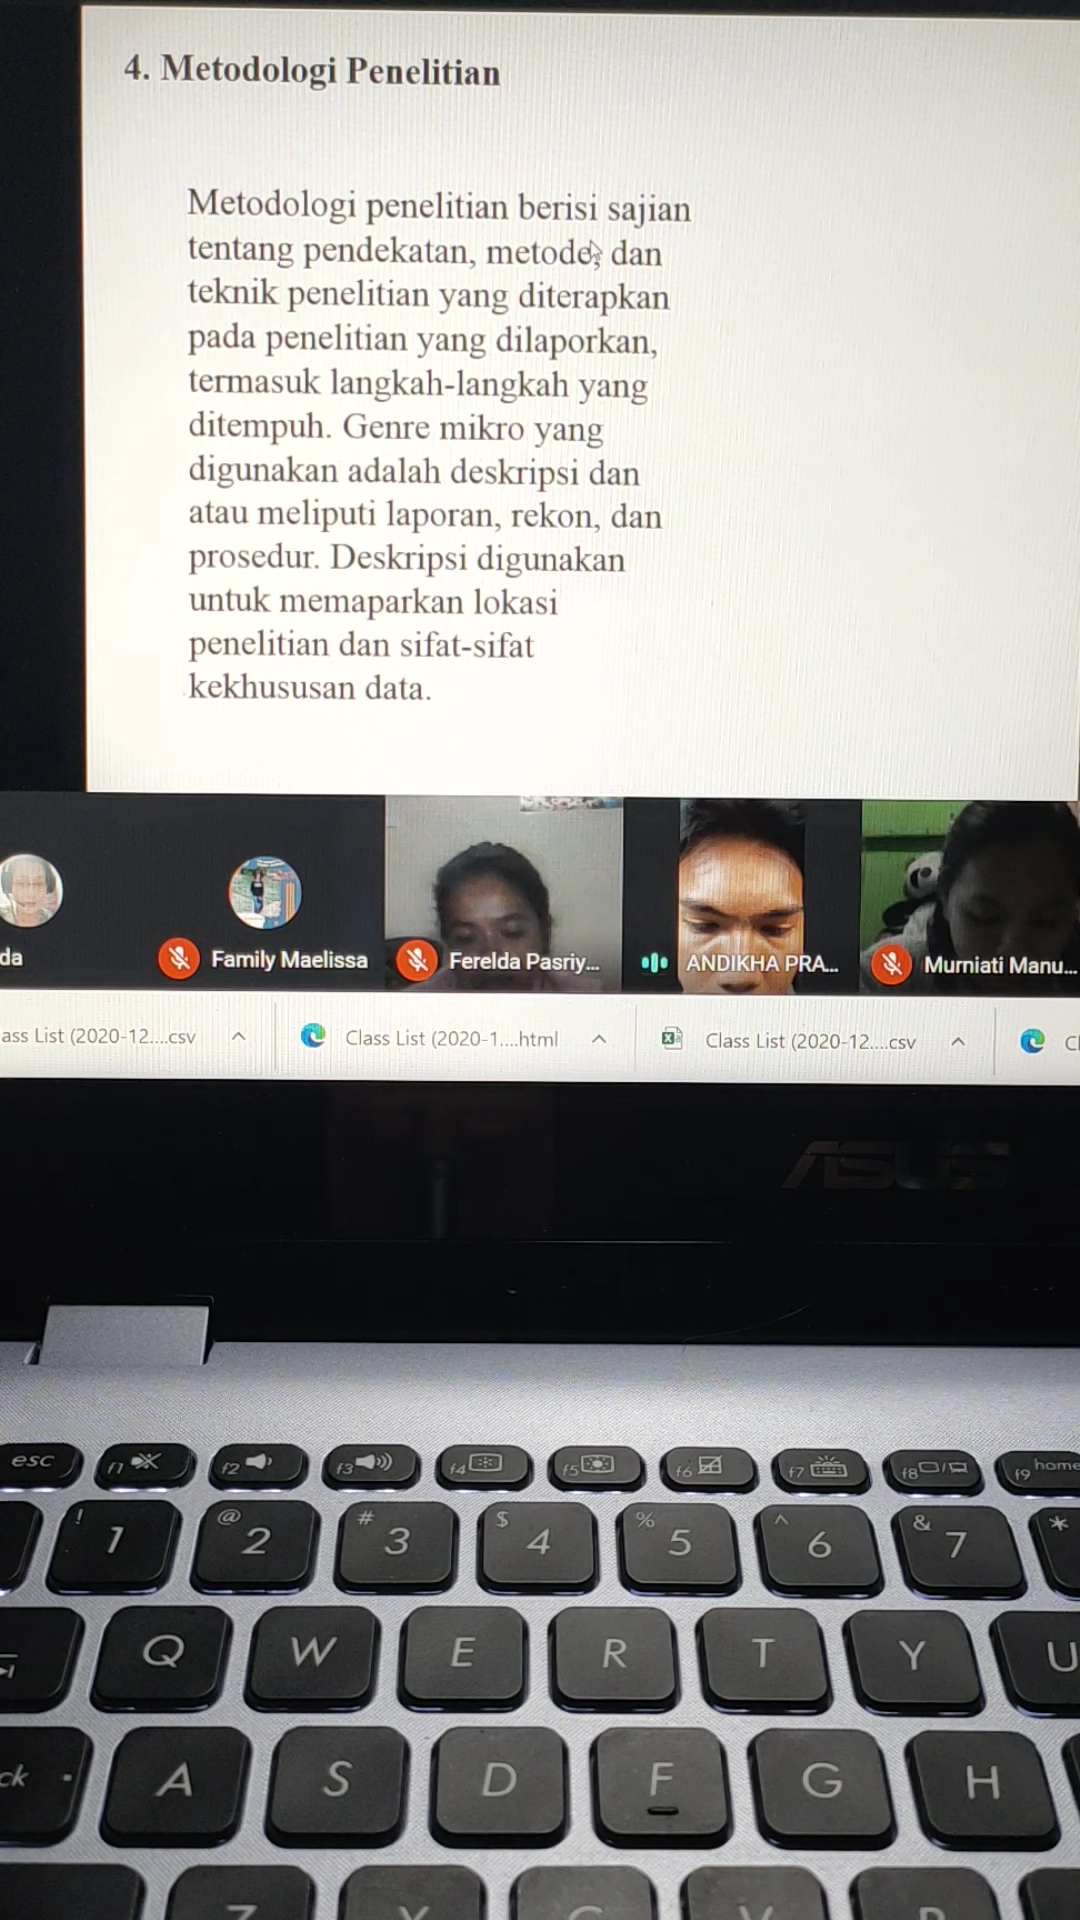 4. Metodologi Penelitian
Metodologi penelitian berisi sajian
tentang pendekatan, metode, dan
teknik penelitian yang diterapkan
pada penelitian yang dilaporkan,
termasuk langkah-langkah yang
ditempuh. Genre mikro yang
digunakan adalah deskripsi dan
atau meliputi laporan, rekon, dan
prosedur. Deskripsi digunakan
untuk memaparkan lokasi
penelitian dan sifat-sifat
kekhususan data.
da
Family Maelissa
Ferelda Pasriy...
ANDIKHA PRA...
Murniati Manu...
ass List (2020-12....csv
Class List (2020-1....html
Class List (2020-12....csv
Cl
ASUS
esc f1 f2 f3 f4 f5 f6 f7 f8 f9 home
! 1 @ 2 # 3 $ 4 % 5 ^ 6 & 7 *
Q W E R T Y U
ck A S D F G H